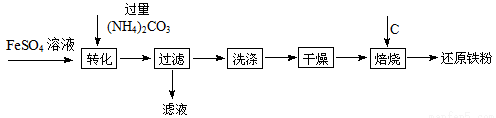 过量
(NH4)2CO3
C
FeSO4 溶液
转化
过滤
洗涤
干燥
焙烧
还原铁粉
滤液